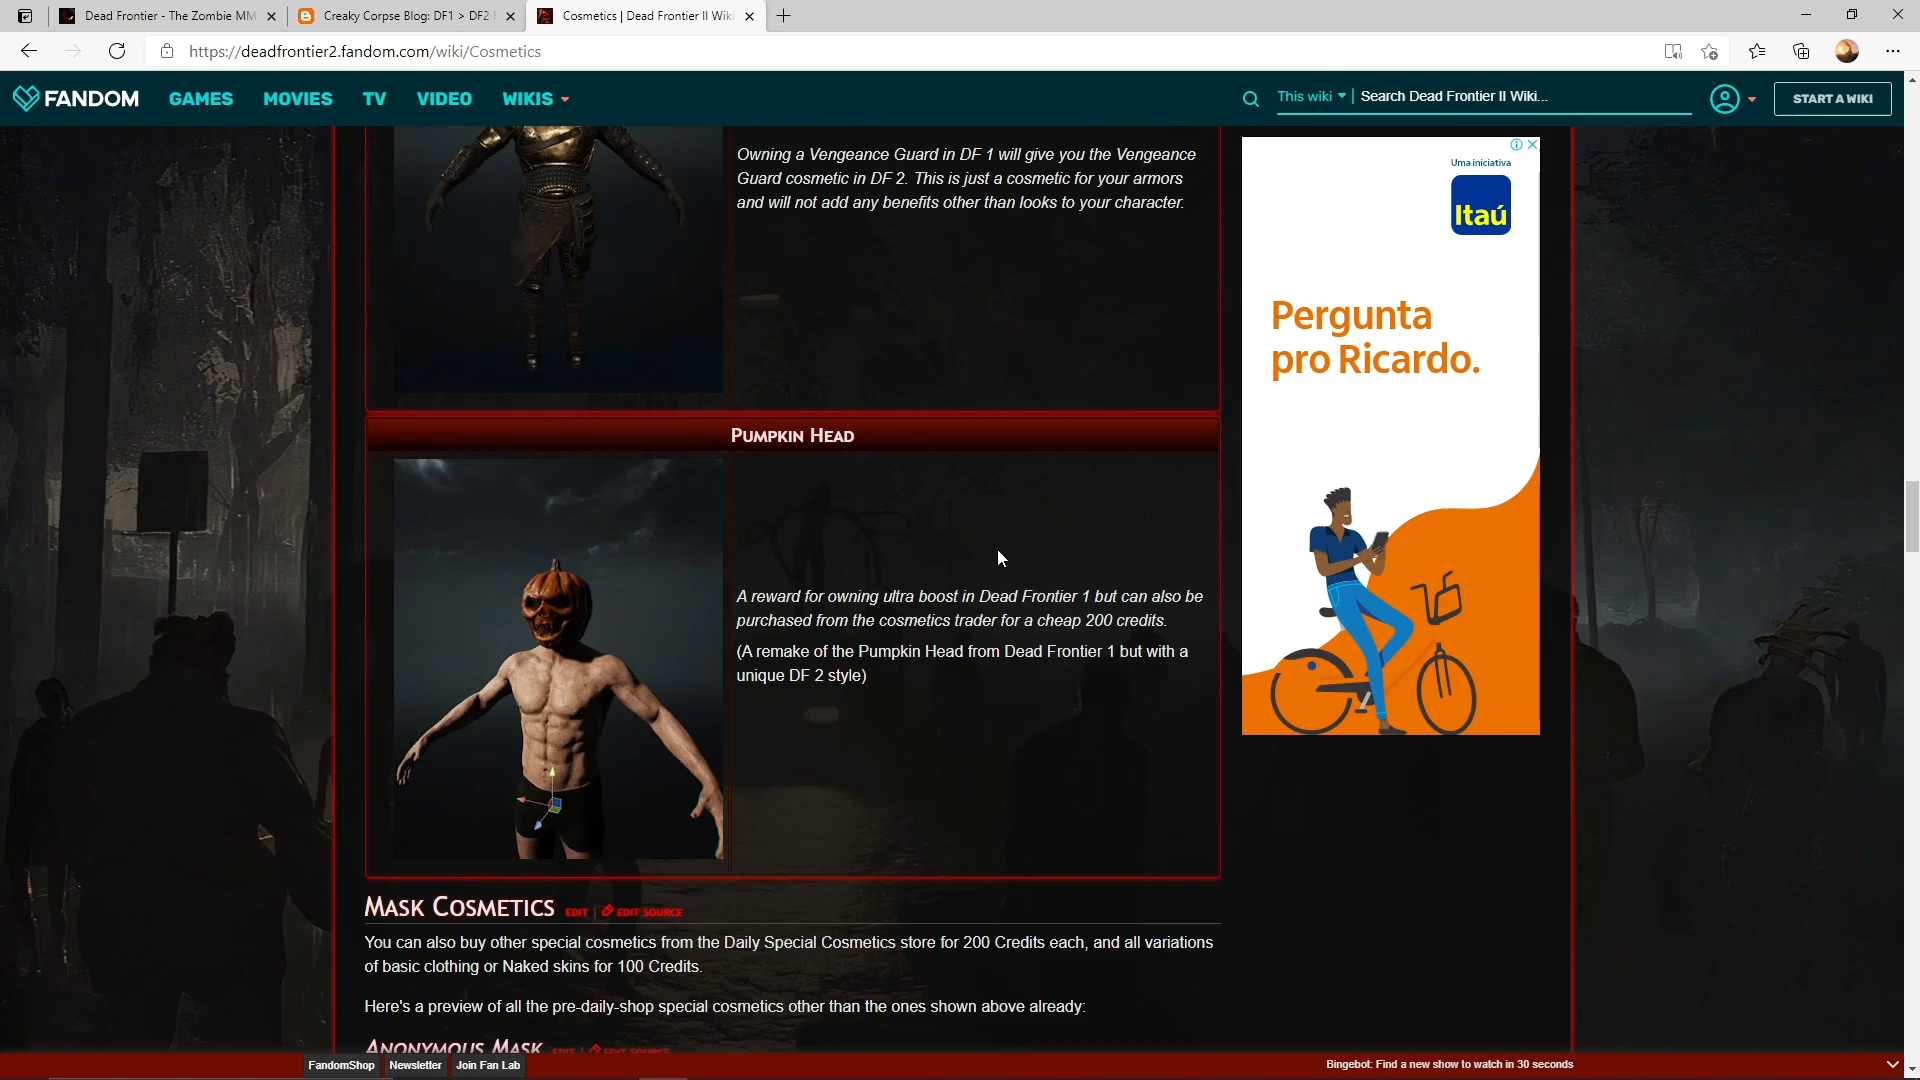 Dead Frontier - The Zombie MM
Creaky Corpse Blog: DF1 > DF2
Cosmetics | Dead Frontier II Wiki
https://deadfrontier2.fandom.com/wiki/Cosmetics
FANDOM
GAMES
MOVIES
TV
VIDEO
WIKIS
This wiki
Search Dead Frontier II Wiki...
START A WIKI
Owning a Vengeance Guard in DF 1 will give you the Vengeance
Guard cosmetic in DF 2. This is just a cosmetic for your armors
and will not add any benefits other than looks to your character.
Uma iniciativa
Itaú
Pergunta
pro Ricardo.
PUMPKIN HEAD
A reward for owning ultra boost in Dead Frontier 1 but can also be
purchased from the cosmetics trader for a cheap 200 credits.
(A remake of the Pumpkin Head from Dead Frontier 1 but with a
unique DF 2 style)
MASK COSMETICS EDIT | EDIT SOURCE
You can also buy other special cosmetics from the Daily Special Cosmetics store for 200 Credits each, and all variations
of basic clothing or Naked skins for 100 Credits.
Here's a preview of all the pre-daily-shop special cosmetics other than the ones shown above already:
ANONYMOUS MASK EDIT | EDIT SOURCE
FandomShop
Newsletter
Join Fan Lab
Bingebot: Find a new show to watch in 30 seconds